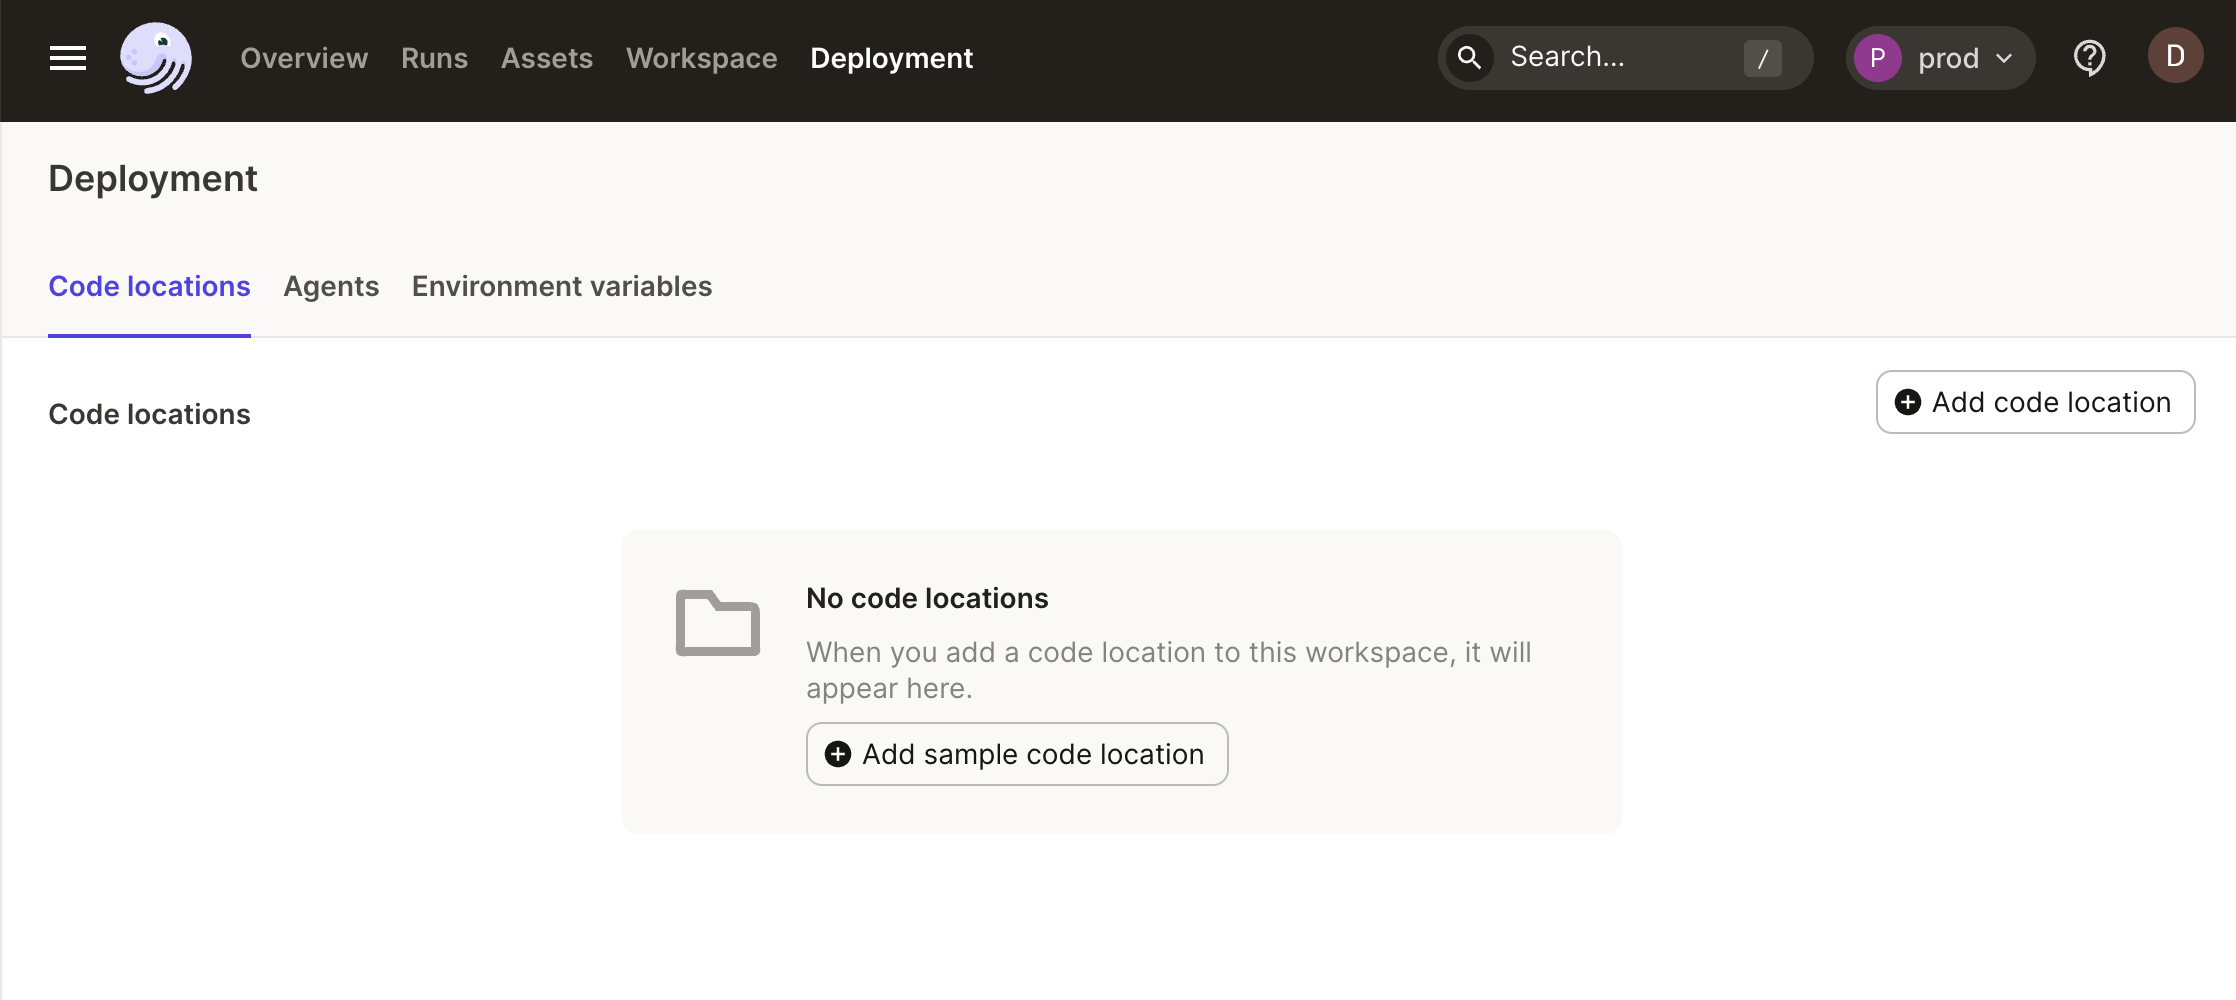 Overview Runs Assets Workspace Deployment Search... / P prod D
Deployment
Code locations Agents Environment variables
Code locations
Add code location
No code locations
When you add a code location to this workspace, it will
appear here.
Add sample code location